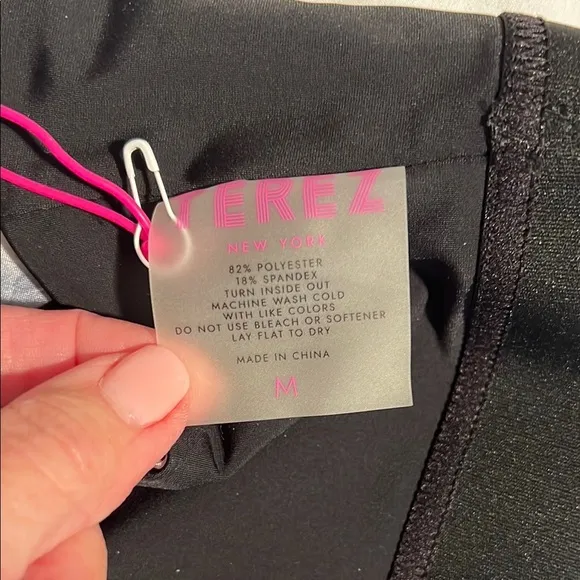 TEREZ
NEW YORK
82% POLYESTER
18% SPANDEX
TURN INSIDE OUT
MACHINE WASH COLD
WITH LIKE COLORS
DO NOT USE BLEACH OR SOFTENER
LAY FLAT TO DRY
MADE IN CHINA
M